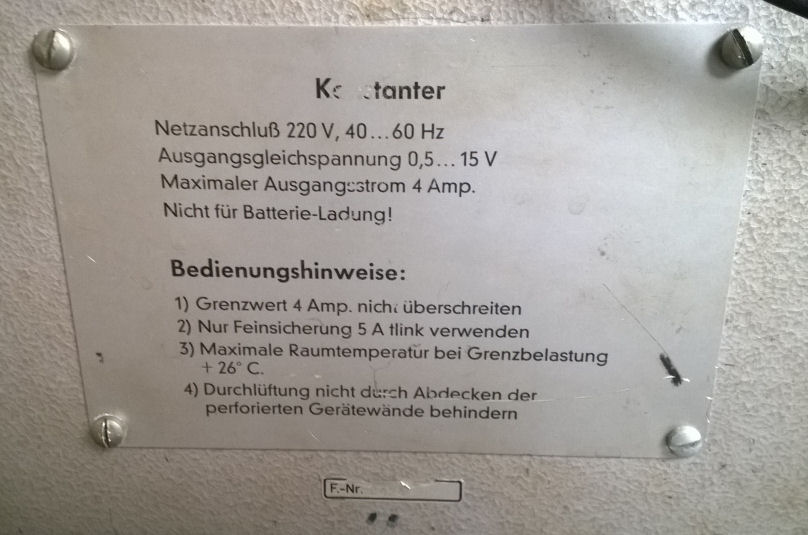 Konstanter
Netzanschluß 220 V, 40...60 Hz
Ausgangsgleichspannung 0,5... 15 V
Maximaler Ausgangsstrom 4 Amp.
Nicht für Batterie-Ladung!
Bedienungshinweise:
1) Grenzwert 4 Amp. nicht überschreiten
2) Nur Feinsicherung 5 A flink verwenden
3) Maximale Raumtemperatur bei Grenzbelastung
+ 26° C.
4) Durchlüftung nicht durch Abdecken der
perforierten Gerätewände behindern
F.-Nr.